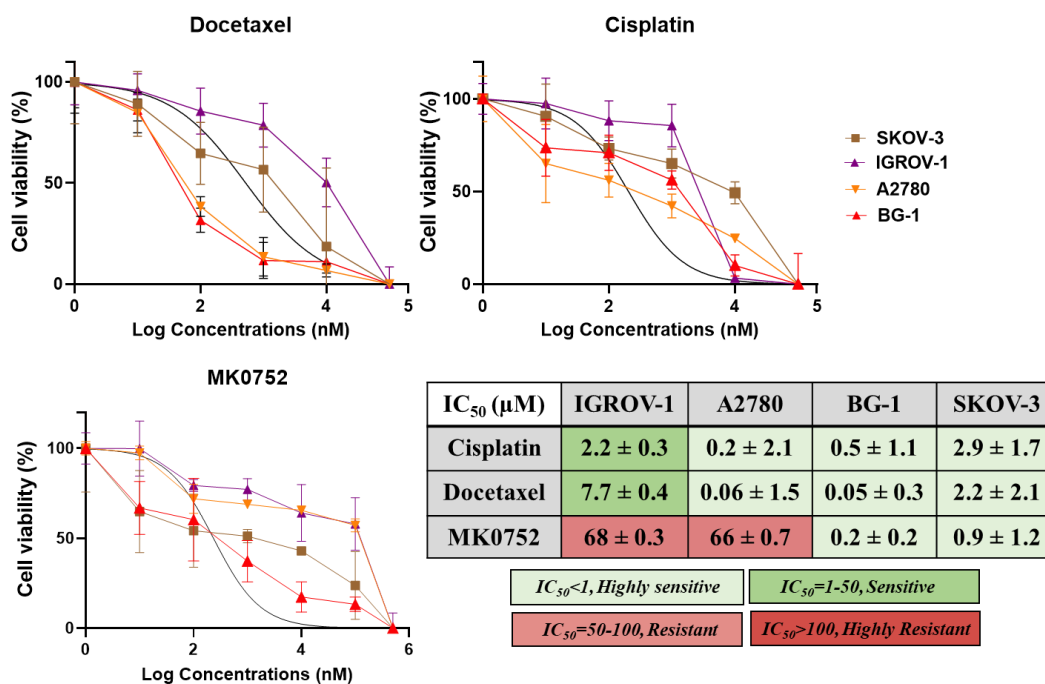 Docetaxel
Cell viability (%)
100
50
0
0
2
4
5
Log Concentrations (nM)
Cisplatin
Cell viability (%)
100
50
0
0
2
4
5
Log Concentrations (nM)
SKOV-3
IGROV-1
A2780
BG-1
MK0752
Cell viability (%)
100
50
0
0
2
4
6
Log Concentrations (nM)
IC₅₀ (µM) IGROV-1 A2780 BG-1 SKOV-3
Cisplatin 2.2 ± 0.3 0.2 ± 2.1 0.5 ± 1.1 2.9 ± 1.7
Docetaxel 7.7 ± 0.4 0.06 ± 1.5 0.05 ± 0.3 2.2 ± 2.1
MK0752 68 ± 0.3 66 ± 0.7 0.2 ± 0.2 0.9 ± 1.2
IC₅₀<1, Highly sensitive IC₅₀=1-50, Sensitive
IC₅₀=50-100, Resistant IC₅₀>100, Highly Resistant